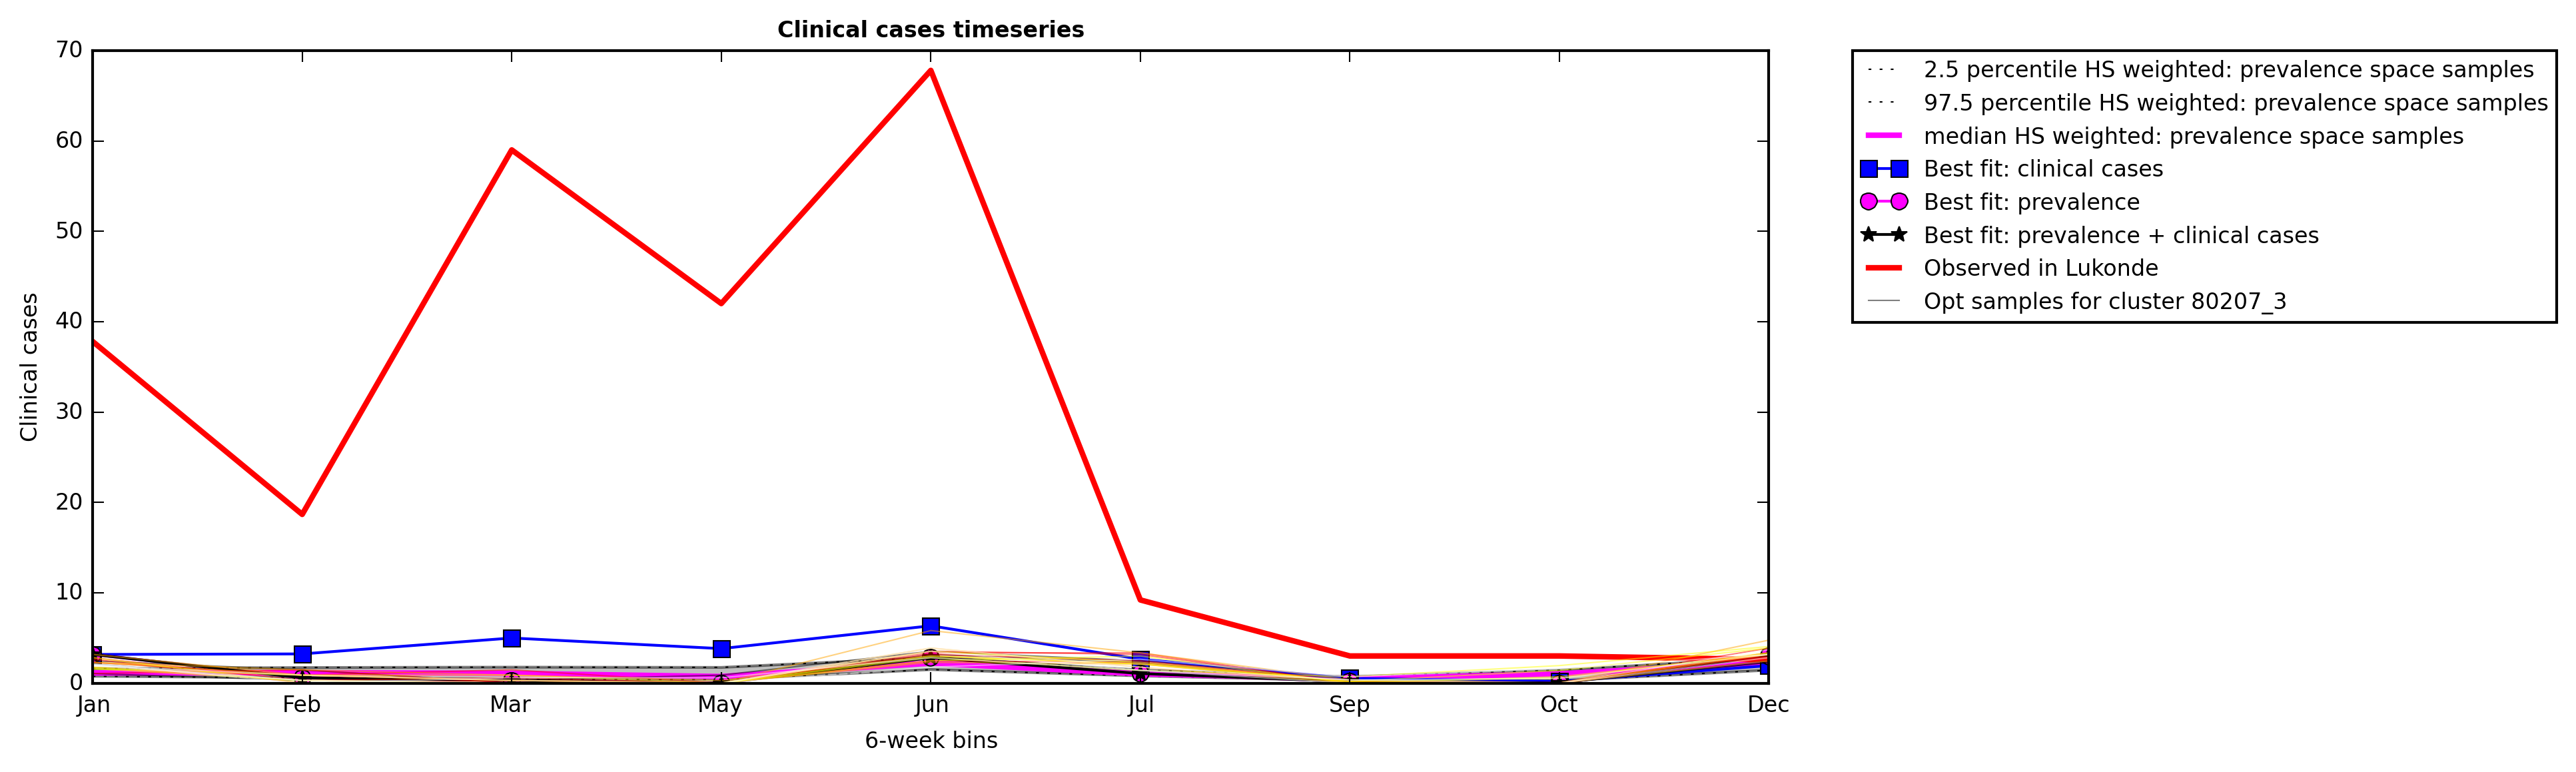 Clinical cases timeseries
70
60
50
40
30
20
10
0
Clinical cases
Jan Feb Mar May Jun Jul Sep Oct Dec
6-week bins
2.5 percentile HS weighted: prevalence space samples
97.5 percentile HS weighted: prevalence space samples
median HS weighted: prevalence space samples
Best fit: clinical cases
Best fit: prevalence
Best fit: prevalence + clinical cases
Observed in Lukonde
Opt samples for cluster 80207_3